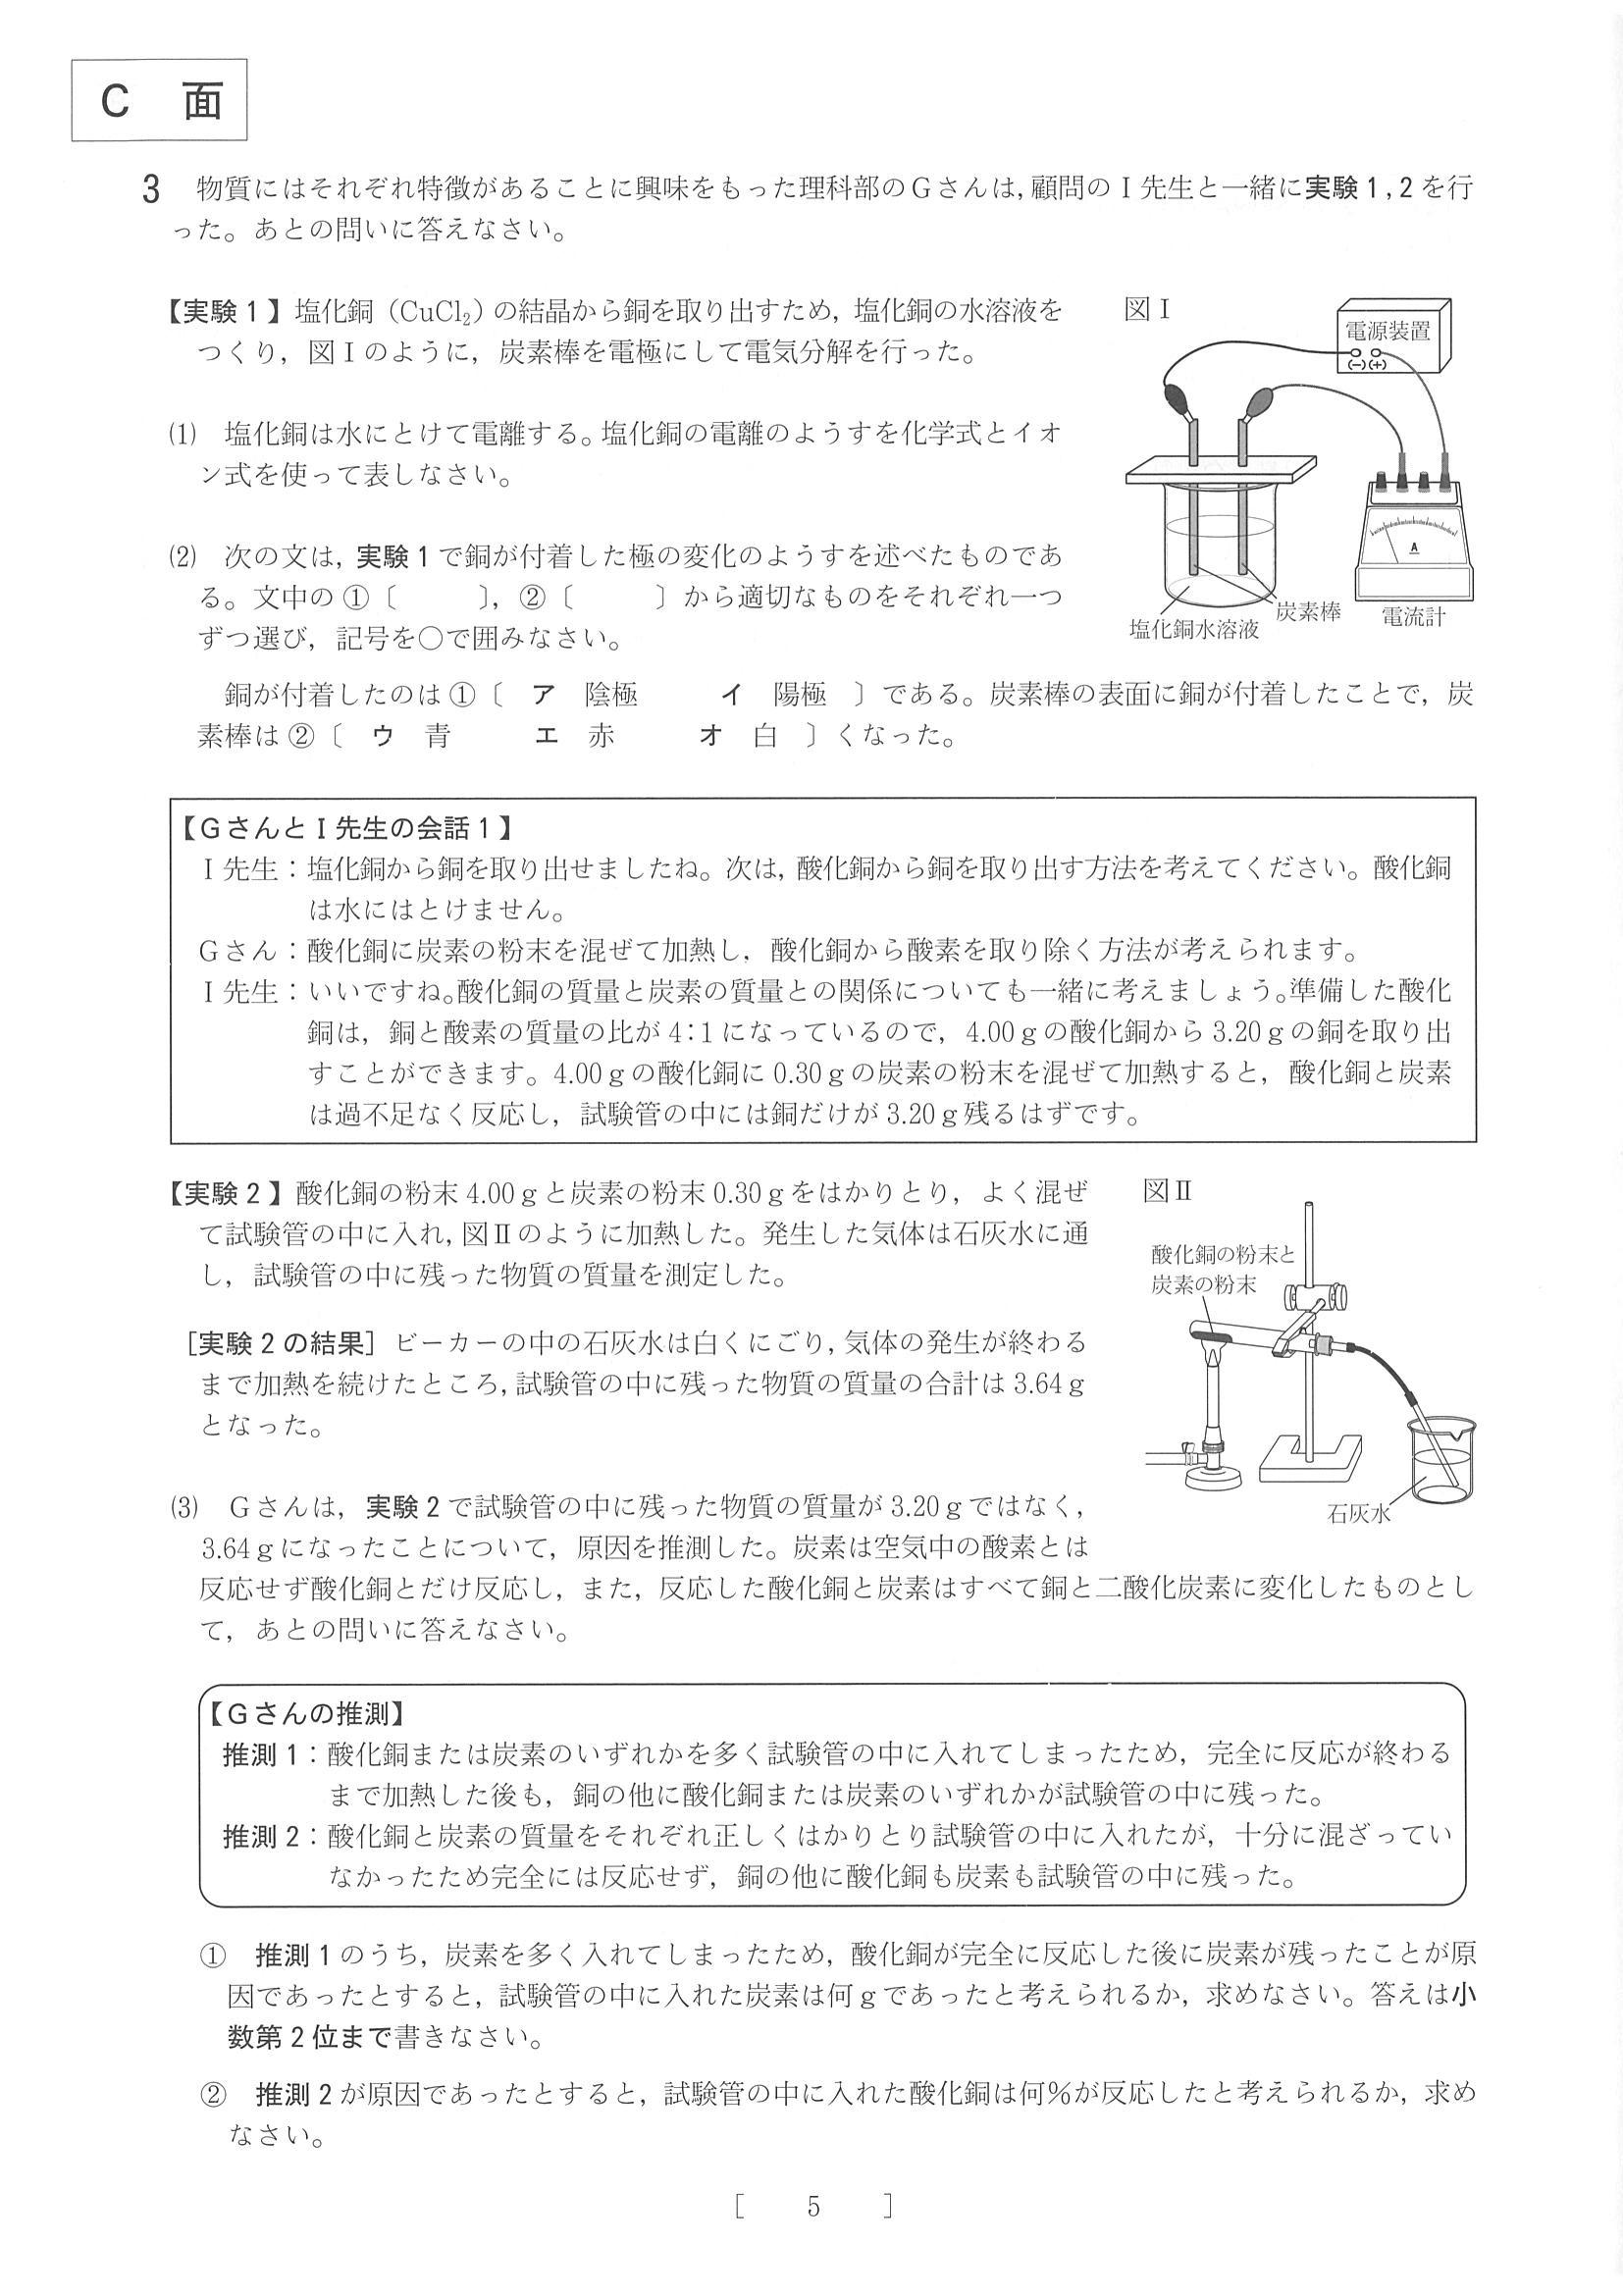 C 面
3 物質にはそれぞれ特徴があることに興味をもった理科部のGさんは，顧問のI先生と一緒に実験1，2を行
った。あとの問いに答えなさい。
【実験1】塩化銅（CuCl₂）の結晶から銅を取り出すため，塩化銅の水溶液を
つくり，図Iのように，炭素棒を電極にして電気分解を行った。
図I
電源装置
(−)(+)
A
炭素棒
塩化銅水溶液
電流計
⑴ 塩化銅は水にとけて電離する。塩化銅の電離のようすを化学式とイオ
ン式を使って表しなさい。
⑵ 次の文は，実験1で銅が付着した極の変化のようすを述べたものであ
る。文中の①〔　　〕，②〔　　〕から適切なものをそれぞれ一つ
ずつ選び，記号を○で囲みなさい。
銅が付着したのは①〔 ア 陰極　イ 陽極 〕である。炭素棒の表面に銅が付着したことで，炭
素棒は②〔 ウ 青　エ 赤　オ 白 〕くなった。
【GさんとI先生の会話1】
I先生：塩化銅から銅を取り出せましたね。次は，酸化銅から銅を取り出す方法を考えてください。酸化銅
は水にはとけません。
Gさん：酸化銅に炭素の粉末を混ぜて加熱し，酸化銅から酸素を取り除く方法が考えられます。
I先生：いいですね。酸化銅の質量と炭素の質量との関係についても一緒に考えましょう。準備した酸化
銅は，銅と酸素の質量の比が4：1になっているので，4.00gの酸化銅から3.20gの銅を取り出
すことができます。4.00gの酸化銅に0.30gの炭素の粉末を混ぜて加熱すると，酸化銅と炭素
は過不足なく反応し，試験管の中には銅だけが3.20g残るはずです。
【実験2】酸化銅の粉末4.00gと炭素の粉末0.30gをはかりとり，よく混ぜ
て試験管の中に入れ，図IIのように加熱した。発生した気体は石灰水に通
し，試験管の中に残った物質の質量を測定した。
［実験2の結果］ビーカーの中の石灰水は白くにごり，気体の発生が終わる
まで加熱を続けたところ，試験管の中に残った物質の質量の合計は3.64g
となった。
図II
酸化銅の粉末と
炭素の粉末
石灰水
⑶ Gさんは，実験2で試験管の中に残った物質の質量が3.20gではなく，
3.64gになったことについて，原因を推測した。炭素は空気中の酸素とは
反応せず酸化銅とだけ反応し，また，反応した酸化銅と炭素はすべて銅と二酸化炭素に変化したものとし
て，あとの問いに答えなさい。
【Gさんの推測】
推測1：酸化銅または炭素のいずれかを多く試験管の中に入れてしまったため，完全に反応が終わる
まで加熱した後も，銅の他に酸化銅または炭素のいずれかが試験管の中に残った。
推測2：酸化銅と炭素の質量をそれぞれ正しくはかりとり試験管の中に入れたが，十分に混ざってい
なかったため完全には反応せず，銅の他に酸化銅も炭素も試験管の中に残った。
① 推測1のうち，炭素を多く入れてしまったため，酸化銅が完全に反応した後に炭素が残ったことが原
因であったとすると，試験管の中に入れた炭素は何gであったと考えられるか，求めなさい。答えは小
数第2位まで書きなさい。
② 推測2が原因であったとすると，試験管の中に入れた酸化銅は何％が反応したと考えられるか，求め
なさい。
［ 5 ］